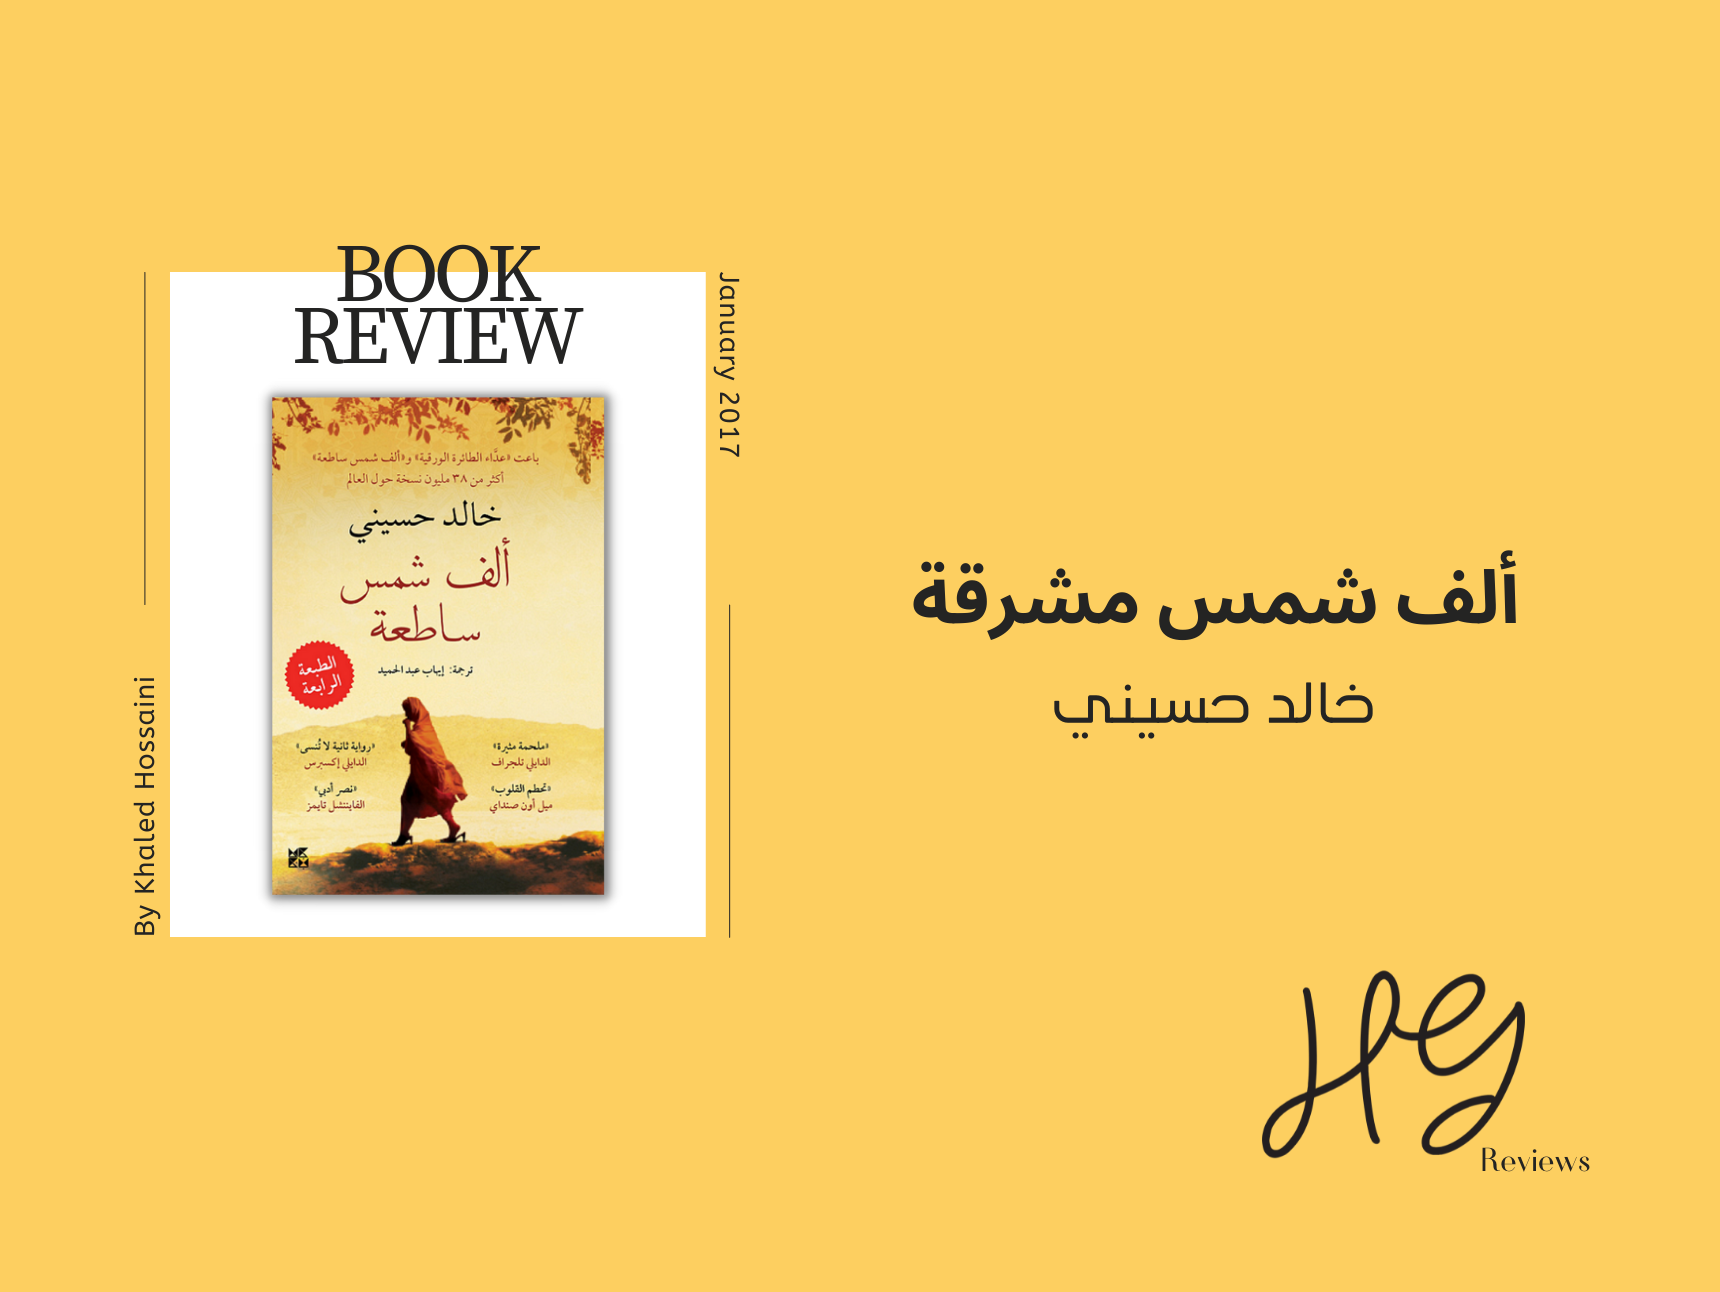 BOOK
REVIEW
January 2017
By Khaled Hossaini
باعت «عدَّاء الطائرة الورقية» و«ألف شمس ساطعة»
أكثر من ٣٨ مليون نسخة حول العالم
خالد حسيني
ألف شمس
ساطعة
ترجمة: إيهاب عبد الحميد
الطبعة
الرابعة
«ملحمة مثيرة»
الدايلي تلجراف
«رواية ثانية لا تُنسى»
الدايلي إكسبرس
«تحطم القلوب»
ميل أون صنداي
«نصر أدبي»
الفايننشل تايمز
ألف شمس مشرقة
خالد حسيني
HG
Reviews